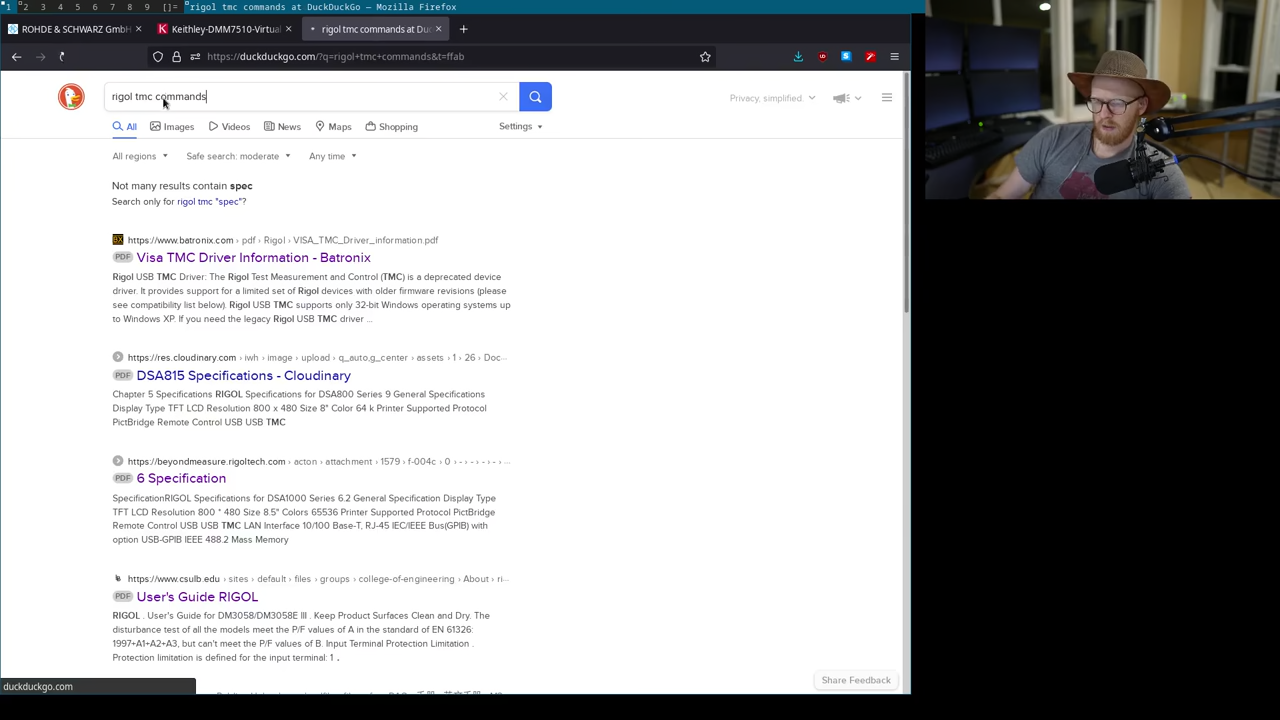 1 2 3 4 5 6 7 8 9 []= rigol tmc commands at DuckDuckGo — Mozilla Firefox
ROHDE & SCHWARZ GmbH
Keithley-DMM7510-Virtual
rigol tmc commands at Duc
https://duckduckgo.com/?q=rigol+tmc+commands&t=ffab
rigol tmc commands
Privacy, simplified.
All Images Videos News Maps Shopping Settings
All regions Safe search: moderate Any time
Not many results contain spec
Search only for rigol tmc "spec"?
https://www.batronix.com › pdf › Rigol › VISA_TMC_Driver_information.pdf
PDF Visa TMC Driver Information - Batronix
Rigol USB TMC Driver: The Rigol Test Measurement and Control (TMC) is a deprecated device
driver. It provides support for a limited set of Rigol devices with older firmware revisions (please
see compatibility list below). Rigol USB TMC supports only 32-bit Windows operating systems up
to Windows XP. If you need the legacy Rigol USB TMC driver ...
https://res.cloudinary.com › iwh › image › upload › q_auto,g_center › assets › 1 › 26 › Doc...
PDF DSA815 Specifications - Cloudinary
Chapter 5 Specifications RIGOL Specifications for DSA800 Series 9 General Specifications
Display Type TFT LCD Resolution 800 x 480 Size 8" Color 64 k Printer Supported Protocol
PictBridge Remote Control USB USB TMC
https://beyondmeasure.rigoltech.com › acton › attachment › 1579 › f-004c › 0 › - › - › - › - › ...
PDF 6 Specification
SpecificationRIGOL Specifications for DSA1000 Series 6.2 General Specification Display Type
TFT LCD Resolution 800 * 480 Size 8.5" Colors 65536 Printer Supported Protocol PictBridge
Remote Control USB USB TMC LAN Interface 10/100 Base-T, RJ-45 IEC/IEEE Bus(GPIB) with
option USB-GPIB IEEE 488.2 Mass Memory
https://www.csulb.edu › sites › default › files › groups › college-of-engineering › About › ri...
PDF User's Guide RIGOL
RIGOL . User's Guide for DM3058/DM3058E III . Keep Product Surfaces Clean and Dry. The
disturbance test of all the models meet the P/F values of A in the standard of EN 61326:
1997+A1+A2+A3, but can't meet the P/F values of B. Input Terminal Protection Limitation .
Protection limitation is defined for the input terminal: 1 .
Share Feedback
duckduckgo.com